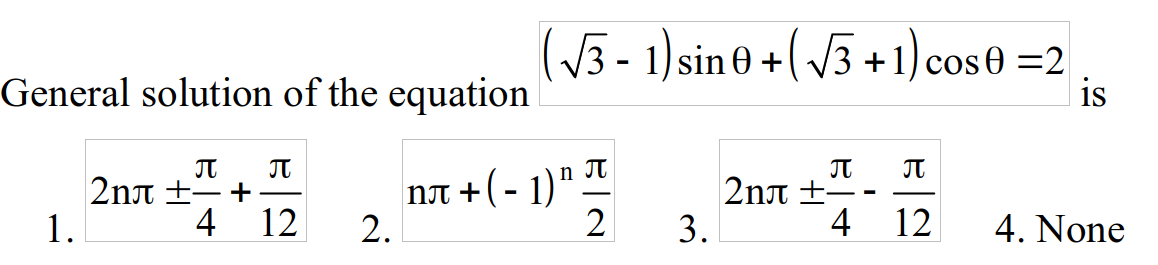 General solution of the equation (√3 - 1) sin θ + (√3 + 1) cos θ = 2 is
1. 2nπ ± π/4 + π/12 2. nπ + (- 1)ⁿ π/2 3. 2nπ ± π/4 - π/12 4. None